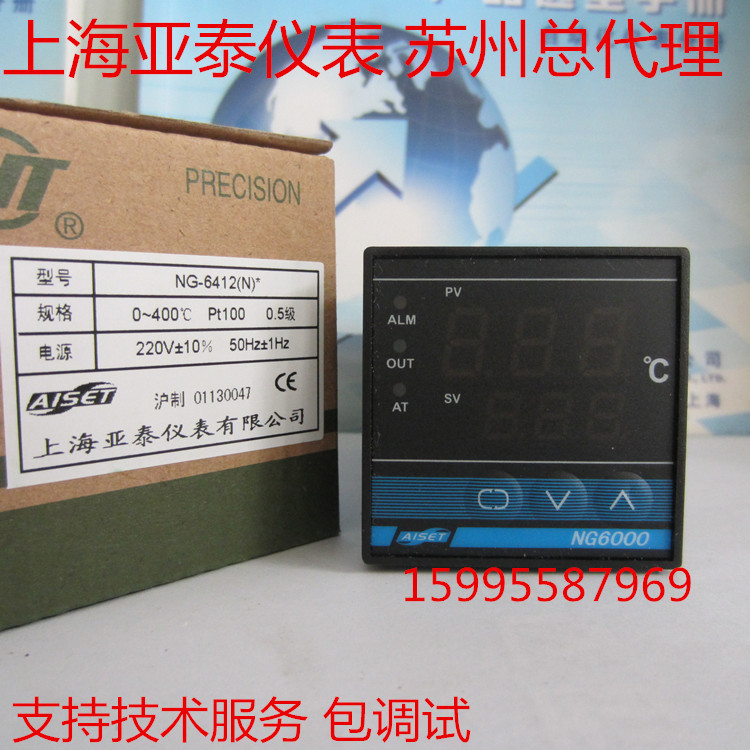 上海亚泰仪表 苏州总代理
PRECISION
®
型号 NG-6412(N)*
规格 0~400℃ Pt100 0.5级
电源 220V±10% 50Hz±1Hz
AISET 沪制 01130047 CE
上海亚泰仪表有限公司
PV
ALM
OUT
℃
AT
SV
AISET
NG6000
15995587969
支持技术服务 包调试